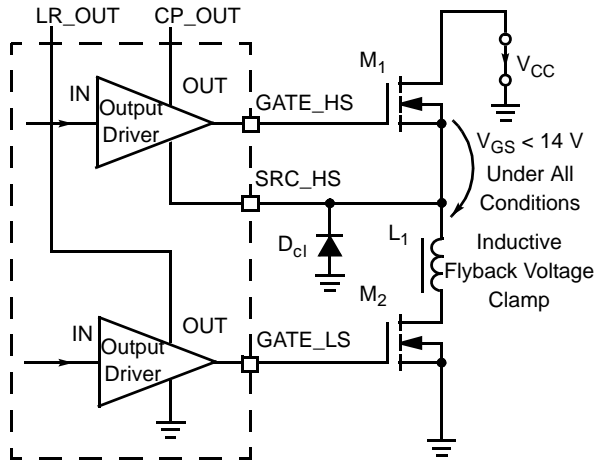 LR_OUT CP_OUT
M1
VCC
OUT
IN
Output
Driver
GATE_HS
VGS < 14 V
Under All
Conditions
SRC_HS
Dcl
L1
Inductive
Flyback Voltage
Clamp
M2
OUT
IN
Output
Driver
GATE_LS